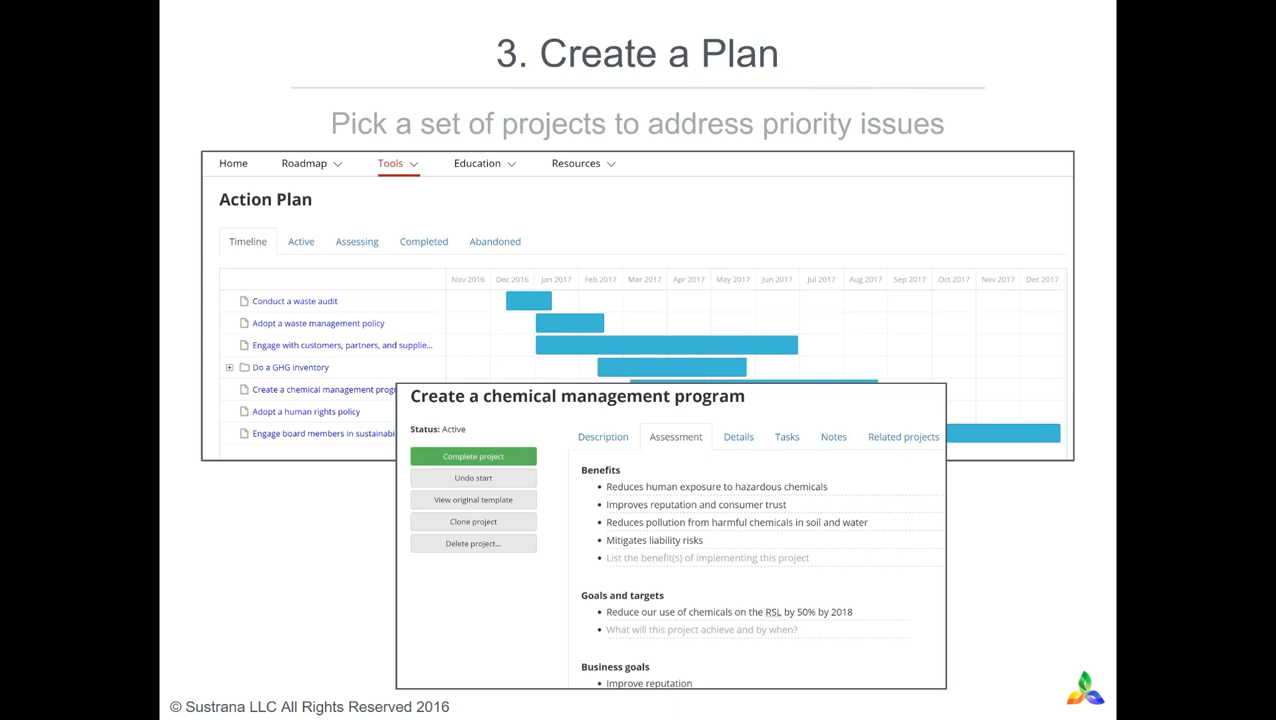 3. Create a Plan
Pick a set of projects to address priority issues
Home Roadmap Tools Education Resources
Action Plan
Timeline Active Assessing Completed Abandoned
Nov 2016 Dec 2016 Jan 2017 Feb 2017 Mar 2017 Apr 2017 May 2017 Jun 2017 Jul 2017 Aug 2017 Sep 2017 Oct 2017 Nov 2017 Dec 2017
Conduct a waste audit
Adopt a waste management policy
Engage with customers, partners, and supplie...
Do a GHG inventory
Create a chemical management
Adopt a human rights policy
Engage board members in
Create a chemical management program
Status: Active
Description Assessment Details Tasks Notes Related projects
Complete project
Undo start
View original template
Clone project
Delete project...
Benefits
• Reduces human exposure to hazardous chemicals
• Improves reputation and consumer trust
• Reduces pollution from harmful chemicals in soil and water
• Mitigates liability risks
• List the benefit(s) of implementing this project
Goals and targets
• Reduce our use of chemicals on the RSL by 50% by 2018
• What will this project achieve and by when?
Business goals
• Improve reputation
© Sustrana LLC All Rights Reserved 2016